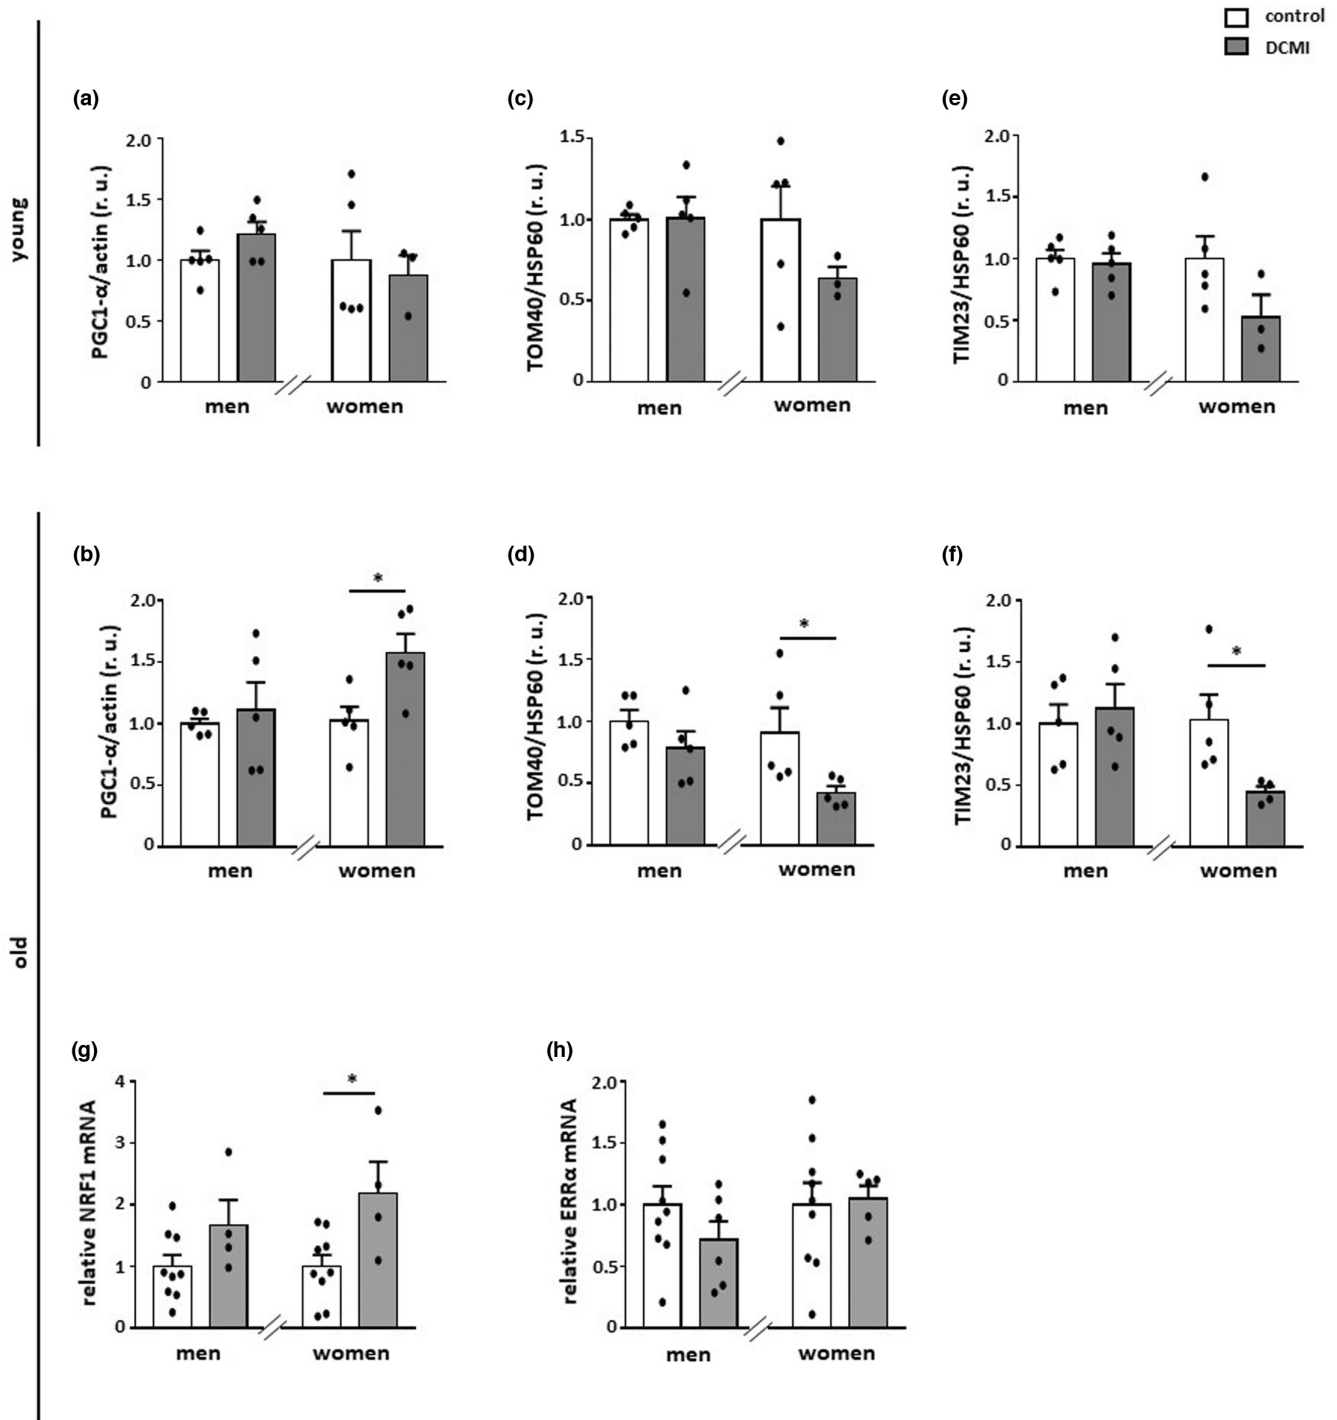 control
DCMI
young
(a)
PGC1-α/actin (r. u.)
2.0
1.5
1.0
0.5
0
men
women
(c)
TOM40/HSP60 (r. u.)
1.5
1.0
0.5
0
men
women
(e)
TIM23/HSP60 (r. u.)
2.0
1.5
1.0
0.5
0
men
women
old
(b)
PGC1-α/actin (r. u.)
2.0
1.5
1.0
0.5
0
*
men
women
(d)
TOM40/HSP60 (r. u.)
2.0
1.5
1.0
0.5
0
*
men
women
(f)
TIM23/HSP60 (r. u.)
2.0
1.5
1.0
0.5
0
*
men
women
(g)
relative NRF1 mRNA
4
3
2
1
0
*
men
women
(h)
relative ERRα mRNA
2.0
1.5
1.0
0.5
0
men
women